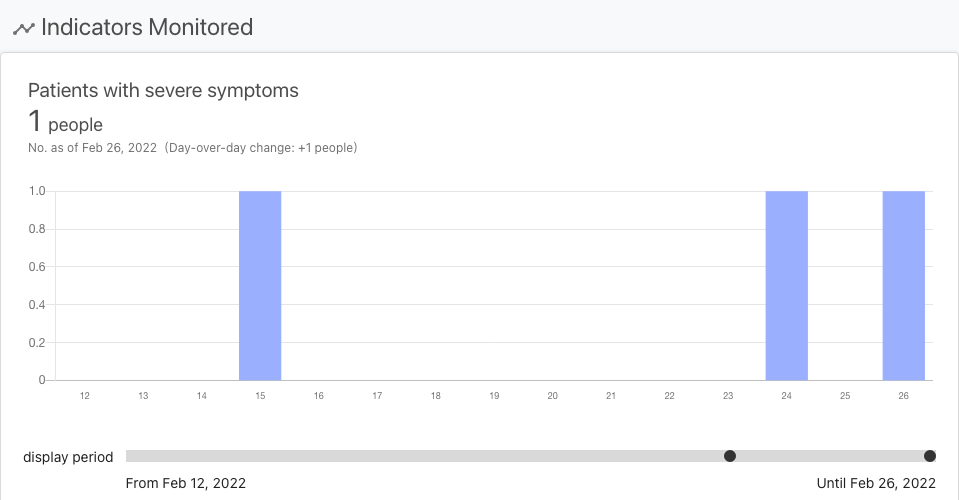 Indicators Monitored
Patients with severe symptoms
1 people
No. as of Feb 26, 2022 (Day-over-day change: +1 people)
1.0
0.8
0.6
0.4
0.2
0
12 13 14 15 16 17 18 19 20 21 22 23 24 25 26
display period
From Feb 12, 2022 Until Feb 26, 2022